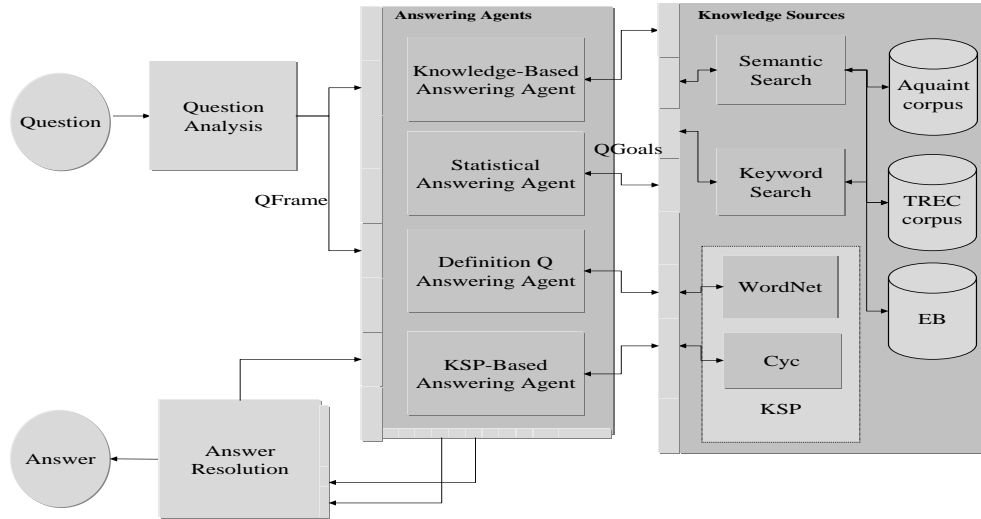 Answering Agents
Knowledge Sources
Question
Question
Analysis
QFrame
Knowledge-Based
Answering Agent
Statistical
Answering Agent
Definition Q
Answering Agent
KSP-Based
Answering Agent
QGoals
Semantic
Search
Keyword
Search
WordNet
Cyc
KSP
Aquaint
corpus
TREC
corpus
EB
Answer
Answer
Resolution